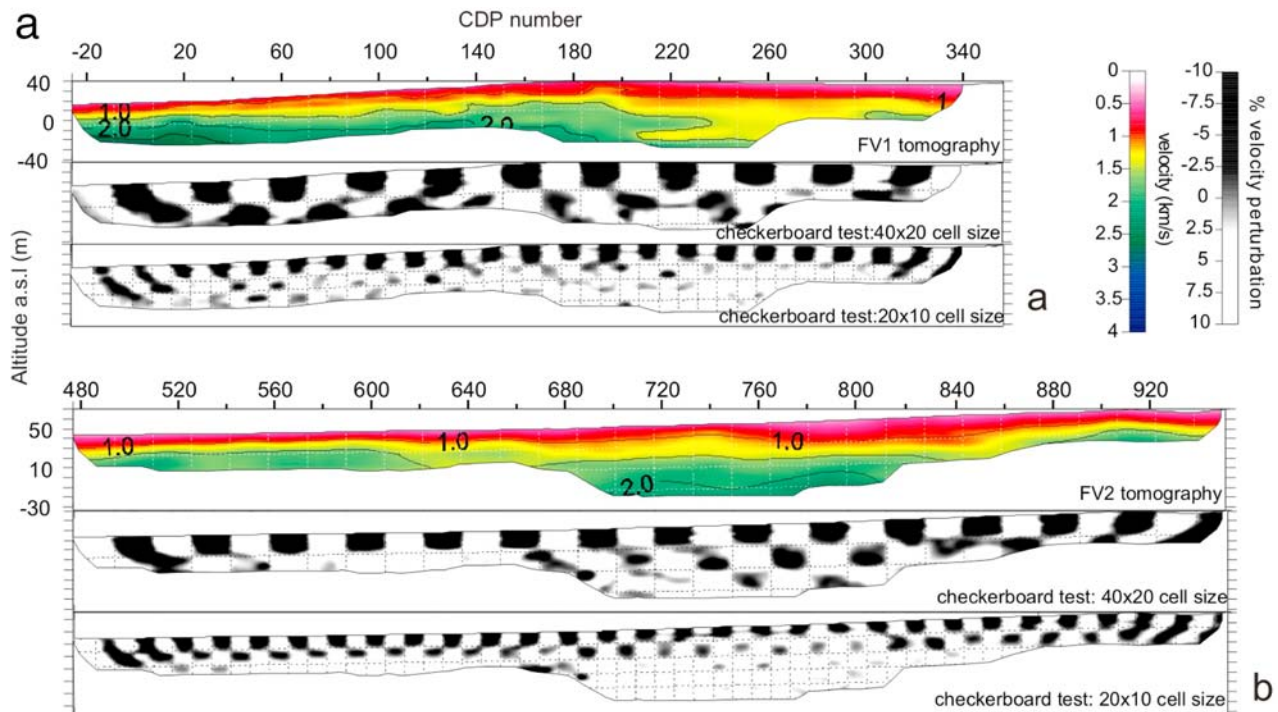 a
CDP number
-20 20 60 100 140 180 220 260 300 340
40
0
-40
1.0
2.0
2.0
1
FV1 tomography
checkerboard test:40x20 cell size
checkerboard test:20x10 cell size
a
Altitude a.s.l (m)
0
0.5
1
1.5
2
2.5
3
3.5
4
velocity (km/s)
-10
-7.5
-5
-2.5
0
2.5
5
7.5
10
% velocity perturbation
480 520 560 600 640 680 720 760 800 840 880 920
50
10
-30
1.0
1.0
1.0
2.0
FV2 tomography
checkerboard test: 40x20 cell size
checkerboard test: 20x10 cell size
b